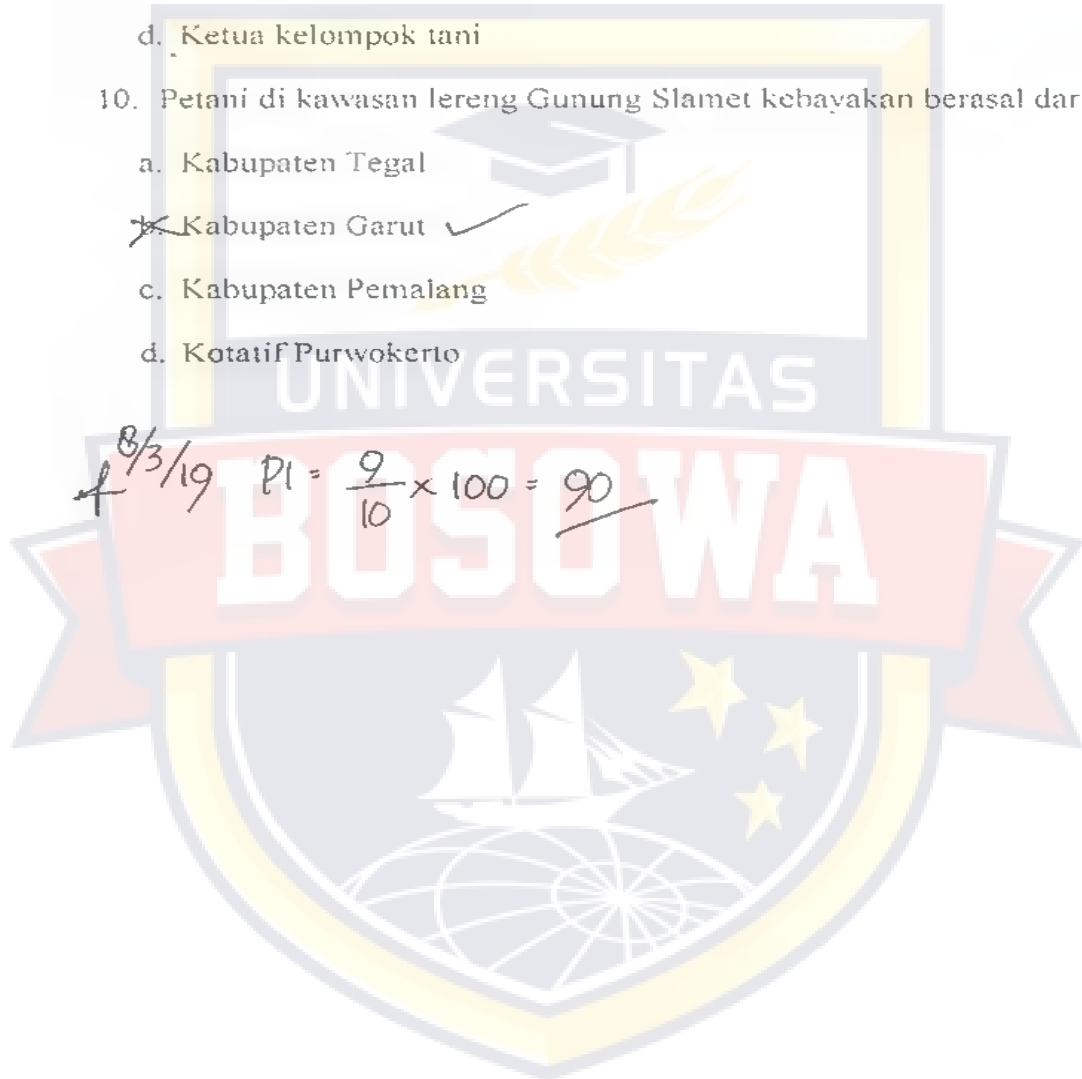 d. Ketua kelompok tani
10. Petani di kawasan lereng Gunung Slamet kebayakan berasal dar
a. Kabupaten Tegal
Kabupaten Garut ✓
c. Kabupaten Pemalang
d. Kotatif Purwokerto
UNIVERSITAS
8/3/19 P1 = 9/10 × 100 = 90
BOSOWA